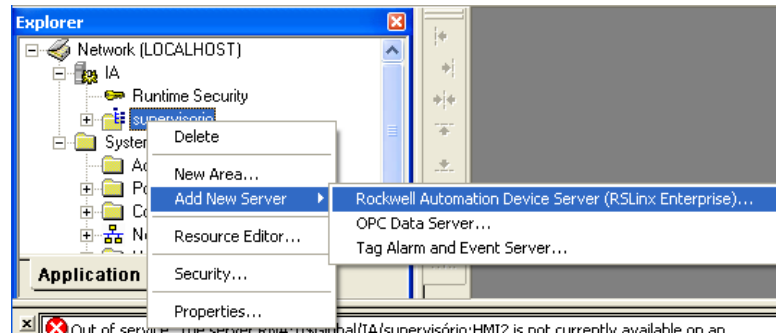 Explorer
Network (LOCALHOST)
IA
Runtime Security
supervisório
Delete
New Area...
Add New Server
Rockwell Automation Device Server (RSLinx Enterprise)...
OPC Data Server...
Tag Alarm and Event Server...
Resource Editor...
Security...
Properties...
Application
Out of service. The server RNA://$Global/IA/supervisório:HMI2 is not currently available on an